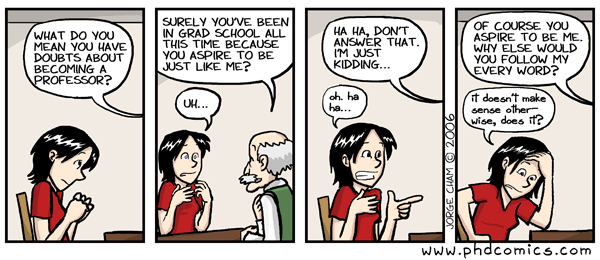 WHAT DO YOU
MEAN YOU HAVE
DOUBTS ABOUT
BECOMING A
PROFESSOR?
SURELY YOU'VE BEEN
IN GRAD SCHOOL ALL
THIS TIME BECAUSE
YOU ASPIRE TO BE
JUST LIKE ME?
UH...
HA HA, DON'T
ANSWER THAT.
I'M JUST
KIDDING...
oh. ha
ha...
OF COURSE YOU
ASPIRE TO BE ME.
WHY ELSE WOULD
YOU FOLLOW MY
EVERY WORD?
it doesn't make
sense other-
wise, does it?
JORGE CHAM © 2006
www.phdcomics.com